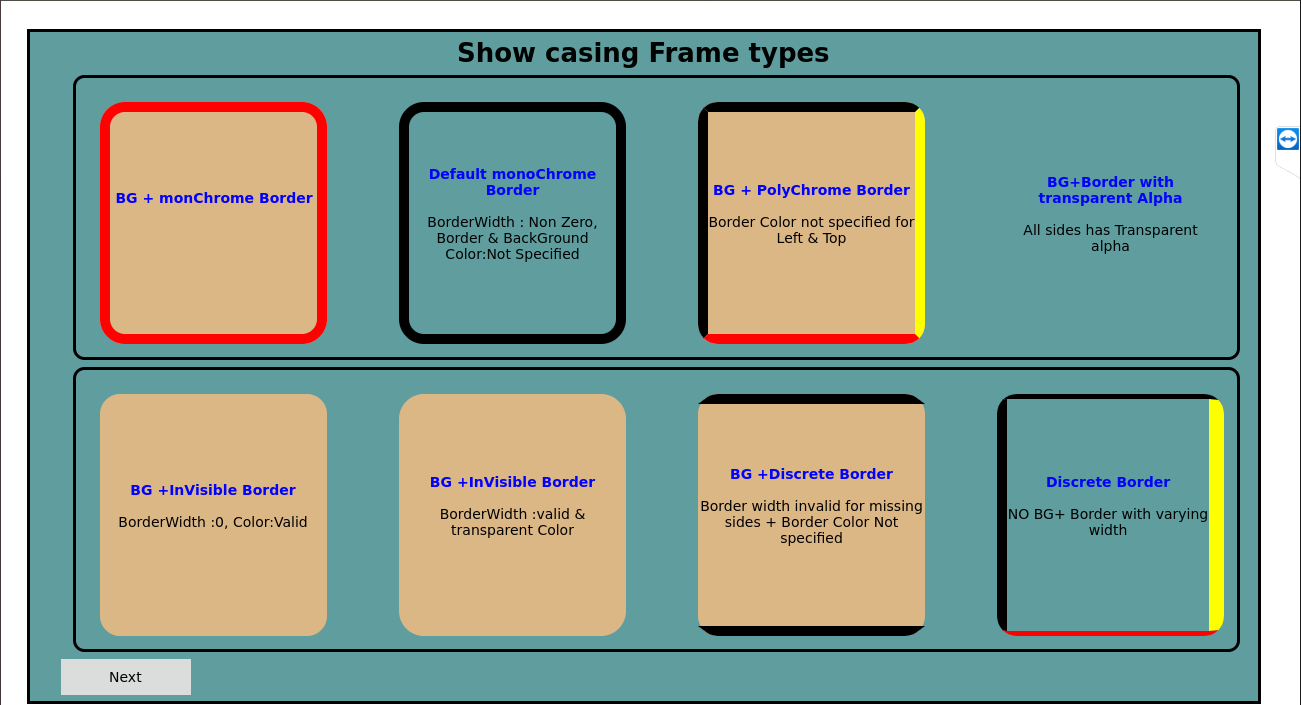 Show casing Frame types
BG + monChrome Border
Default monoChrome
Border
BorderWidth : Non Zero,
Border & BackGround
Color:Not Specified
BG + PolyChrome Border
Border Color not specified for
Left & Top
BG+Border with
transparent Alpha
All sides has Transparent
alpha
BG +InVisible Border
BorderWidth :0, Color:Valid
BG +InVisible Border
BorderWidth :valid &
transparent Color
BG +Discrete Border
Border width invalid for missing
sides + Border Color Not
specified
Discrete Border
NO BG+ Border with varying
width
Next